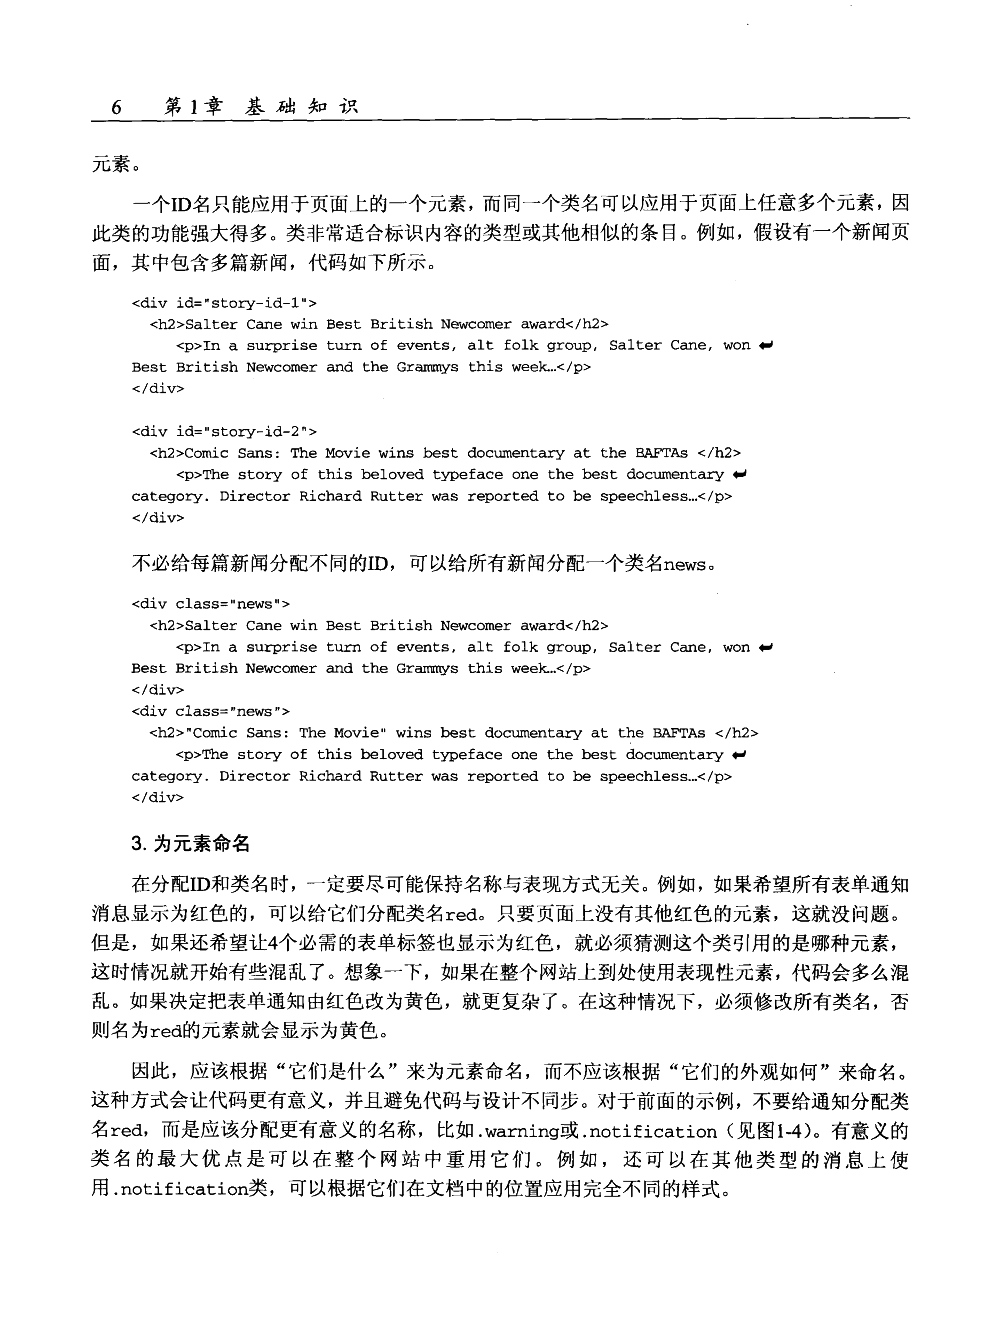 6 第1章 基础知识
元素。
一个ID名只能应用于页面上的一个元素，而同一个类名可以应用于页面上任意多个元素，因
此类的功能强大得多。类非常适合标识内容的类型或其他相似的条目。例如，假设有一个新闻页
面，其中包含多篇新闻，代码如下所示。
<div id="story-id-1">
<h2>Salter Cane win Best British Newcomer award</h2>
<p>In a surprise turn of events, alt folk group, Salter Cane, won ↵
Best British Newcomer and the Grammys this week…</p>
</div>
<div id="story-id-2">
<h2>Comic Sans: The Movie wins best documentary at the BAFTAs </h2>
<p>The story of this beloved typeface one the best documentary ↵
category. Director Richard Rutter was reported to be speechless…</p>
</div>
不必给每篇新闻分配不同的ID，可以给所有新闻分配一个类名news。
<div class="news">
<h2>Salter Cane win Best British Newcomer award</h2>
<p>In a surprise turn of events, alt folk group, Salter Cane, won ↵
Best British Newcomer and the Grammys this week…</p>
</div>
<div class="news">
<h2>"Comic Sans: The Movie" wins best documentary at the BAFTAs </h2>
<p>The story of this beloved typeface one the best documentary ↵
category. Director Richard Rutter was reported to be speechless…</p>
</div>
3. 为元素命名
在分配ID和类名时，一定要尽可能保持名称与表现方式无关。例如，如果希望所有表单通知
消息显示为红色的，可以给它们分配类名red。只要页面上没有其他红色的元素，这就没问题。
但是，如果还希望让4个必需的表单标签也显示为红色，就必须猜测这个类引用的是哪种元素，
这时情况就开始有些混乱了。想象一下，如果在整个网站上到处使用表现性元素，代码会多么混
乱。如果决定把表单通知由红色改为黄色，就更复杂了。在这种情况下，必须修改所有类名，否
则名为red的元素就会显示为黄色。
因此，应该根据“它们是什么”来为元素命名，而不应该根据“它们的外观如何”来命名。
这种方式会让代码更有意义，并且避免代码与设计不同步。对于前面的示例，不要给通知分配类
名red，而是应该分配更有意义的名称，比如.warning或.notification（见图1-4）。有意义的
类名的最大优点是可以在整个网站中重用它们。例如，还可以在其他类型的消息上使
用.notification类，可以根据它们在文档中的位置应用完全不同的样式。